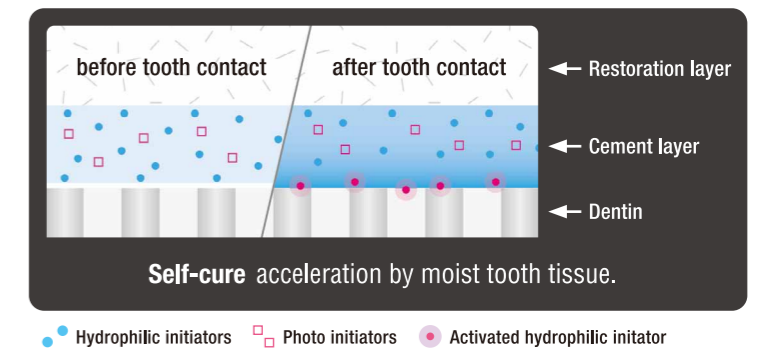 before tooth contact
after tooth contact
Restoration layer
Cement layer
Dentin
Self-cure acceleration by moist tooth tissue.
Hydrophilic initiators
Photo initiators
Activated hydrophilic initator